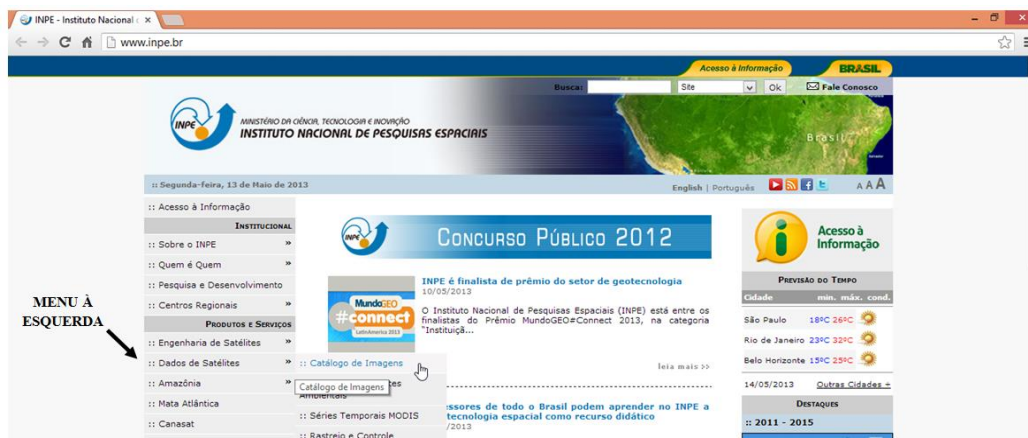 INPE - Instituto Nacional
www.inpe.br
Acesso à Informação
BRASIL
Busca:
Site
Ok
Fale Conosco
INPE
MINISTÉRIO DA CIÊNCIA, TECNOLOGIA E INOVAÇÃO
INSTITUTO NACIONAL DE PESQUISAS ESPACIAIS
Brasil
:: Segunda-feira, 13 de Maio de 2013
English | Português
A A A
:: Acesso à Informação
INSTITUCIONAL
:: Sobre o INPE »
:: Quem é Quem »
:: Pesquisa e Desenvolvimento
:: Centros Regionais »
PRODUTOS E SERVIÇOS
:: Engenharia de Satélites »
:: Dados de Satélites »
:: Amazônia »
:: Mata Atlântica
:: Canasat
MENU À
ESQUERDA
:: Catálogo de Imagens
Catálogo de Imagens
Ambientais
:: Séries Temporais MODIS
:: Rastreio e Controle
INPE
CONCURSO PÚBLICO 2012
MundoGEO
#connect
LatinAmerica 2013
INPE é finalista de prêmio do setor de geotecnologia
10/05/2013
O Instituto Nacional de Pesquisas Espaciais (INPE) está entre os
finalistas do Prêmio MundoGEO#Connect 2013, na categoria
"Instituiçã...
leia mais >>
essores de todo o Brasil podem aprender no INPE a
tecnologia espacial como recurso didático
/2013
Acesso à
Informação
PREVISÃO DO TEMPO
Cidade min. máx. cond.
São Paulo 18ºC 26ºC
Rio de Janeiro 23ºC 32ºC
Belo Horizonte 15ºC 25ºC
14/05/2013 Outras Cidades +
DESTAQUES
:: 2011 - 2015